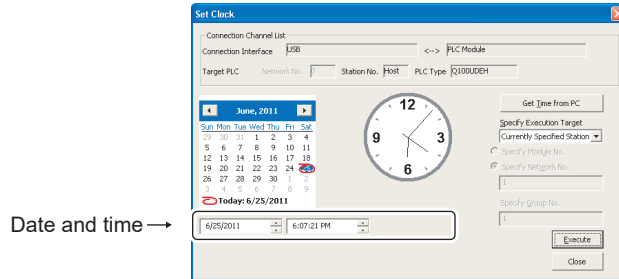 Set Clock
Connection Channel List
Connection Interface USB <--> PLC Module
Target PLC Network No. 0 Station No. Host PLC Type Q100UDEH
June, 2011
Sun Mon Tue Wed Thu Fri Sat
29 30 31 1 2 3 4
5 6 7 8 9 10 11
12 13 14 15 16 17 18
19 20 21 22 23 24 25
26 27 28 29 30 1 2
3 4 5 6 7 8 9
Today: 6/25/2011
12
9 3
6
Get Time from PC
Specify Execution Target
Currently Specified Station
Specify Module No.
Specify Network No.
1
Specify Group No.
1
Date and time
6/25/2011 6:07:21 PM
Execute
Close